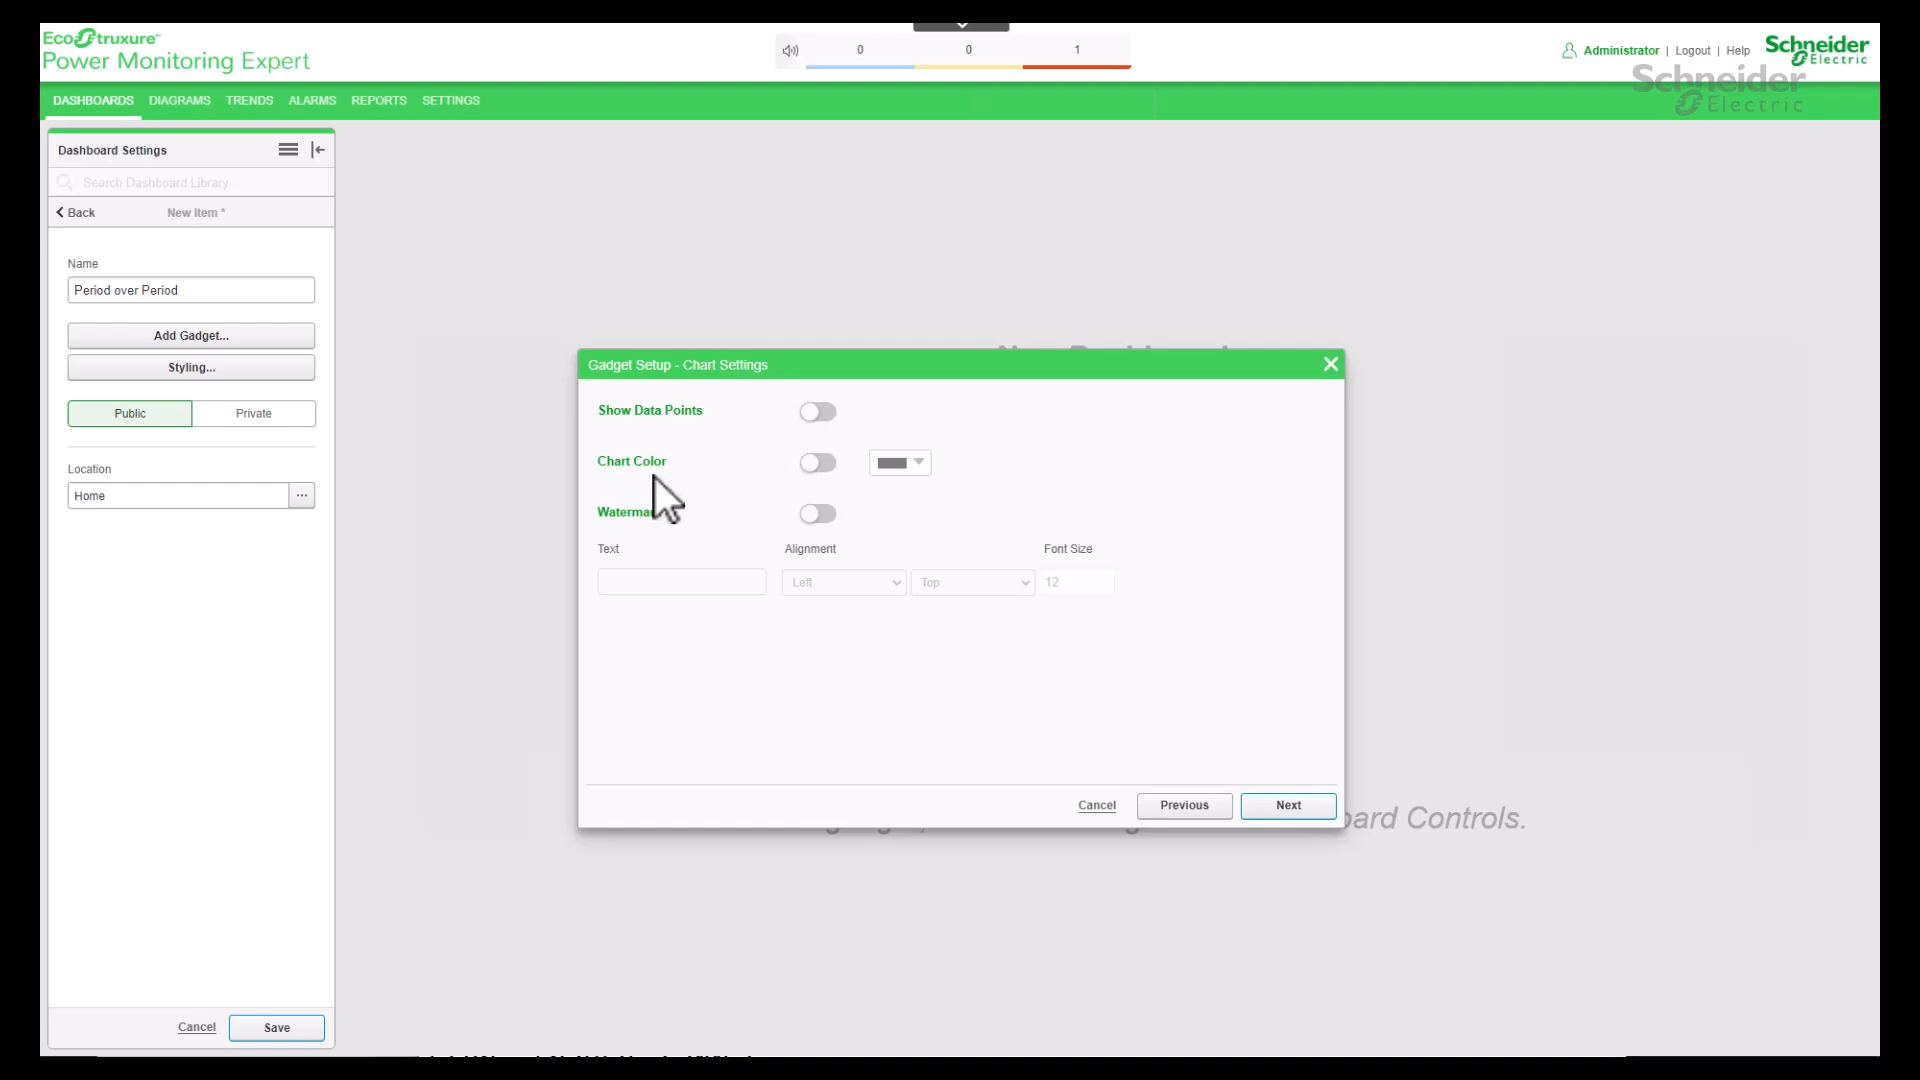 EcoStruxure™
Power Monitoring Expert
0 0 1
Administrator | Logout | Help
Schneider Electric
Schneider Electric
DASHBOARDS DIAGRAMS TRENDS ALARMS REPORTS SETTINGS
Dashboard Settings
Search Dashboard Library...
Back New Item *
Name
Period over Period
Add Gadget...
Styling...
Public Private
Location
Home ...
Cancel Save
Gadget Setup - Chart Settings
Show Data Points
Chart Color
Waterma
Text Alignment Font Size
Left Top 12
Cancel Previous Next
ard Controls.